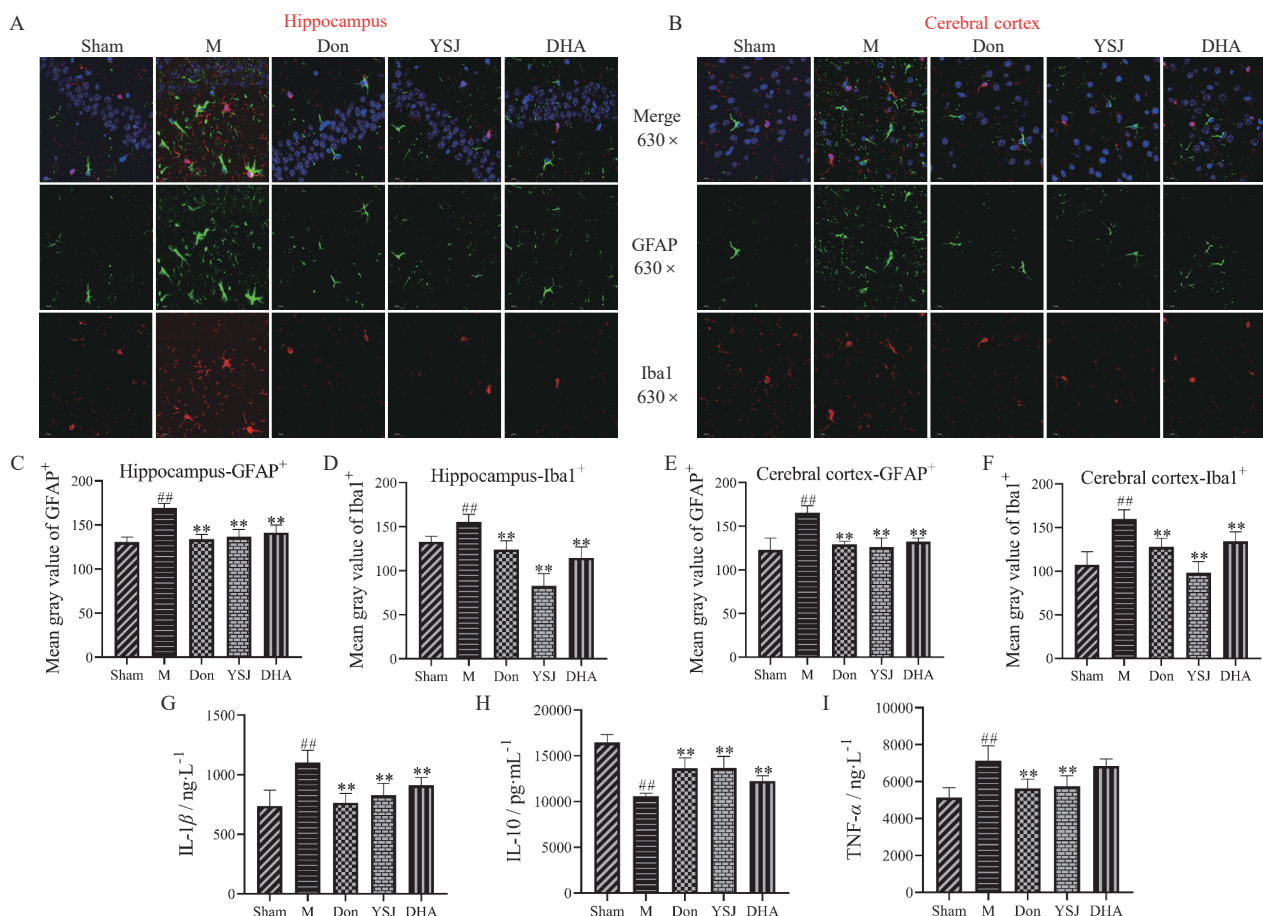 A
Hippocampus
Sham M Don YSJ DHA
B
Cerebral cortex
Sham M Don YSJ DHA
Merge
630 ×
GFAP
630 ×
Iba1
630 ×
C
Hippocampus-GFAP⁺
Mean gray value of GFAP⁺
200
150
100
50
0
##
** ** **
Sham M Don YSJ DHA
D
Hippocampus-Iba1⁺
Mean gray value of Iba1⁺
200
150
100
50
0
##
** ** **
Sham M Don YSJ DHA
E
Cerebral cortex-GFAP⁺
Mean gray value of GFAP⁺
200
150
100
50
0
##
** ** **
Sham M Don YSJ DHA
F
Cerebral cortex-Iba1⁺
Mean gray value of Iba1⁺
200
150
100
50
0
##
** ** **
Sham M Don YSJ DHA
G
IL-1β / ng·L⁻¹
1500
1000
500
0
##
** ** **
Sham M Don YSJ DHA
H
IL-10 / pg·mL⁻¹
20000
15000
10000
5000
0
##
** ** **
Sham M Don YSJ DHA
I
TNF-α / ng·L⁻¹
10000
8000
6000
4000
2000
0
##
** **
Sham M Don YSJ DHA